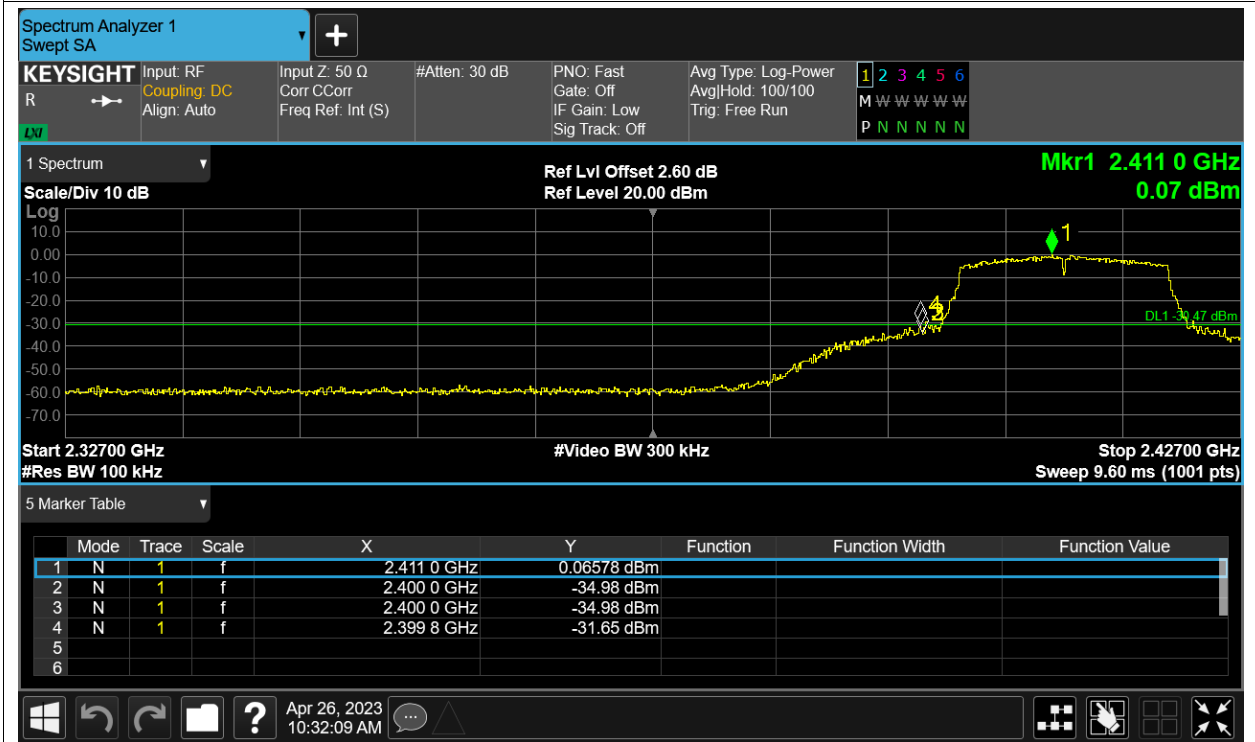 Spectrum Analyzer 1
Swept SA
+
KEYSIGHT Input: RF Input Z: 50 Ω #Atten: 30 dB PNO: Fast Avg Type: Log-Power 1 2 3 4 5 6
R Coupling: DC Corr CCorr Gate: Off Avg|Hold: 100/100 M W W W W W
Align: Auto Freq Ref: Int (S) IF Gain: Low Trig: Free Run
LXI Sig Track: Off P N N N N N
1 Spectrum Ref Lvl Offset 2.60 dB Mkr1 2.411 0 GHz
Scale/Div 10 dB Ref Level 20.00 dBm 0.07 dBm
Log
10.0
1
0.00
-10.0
-20.0
4
-30.0
DL1 -30.47 dBm
-40.0
-50.0
-60.0
-70.0
Start 2.32700 GHz #Video BW 300 kHz Stop 2.42700 GHz
#Res BW 100 kHz Sweep 9.60 ms (1001 pts)
5 Marker Table
Mode Trace Scale X Y Function Function Width Function Value
1 N 1 f 2.411 0 GHz 0.06578 dBm
2 N 1 f 2.400 0 GHz -34.98 dBm
3 N 1 f 2.400 0 GHz -34.98 dBm
4 N 1 f 2.399 8 GHz -31.65 dBm
5
6
? Apr 26, 2023
10:32:09 AM